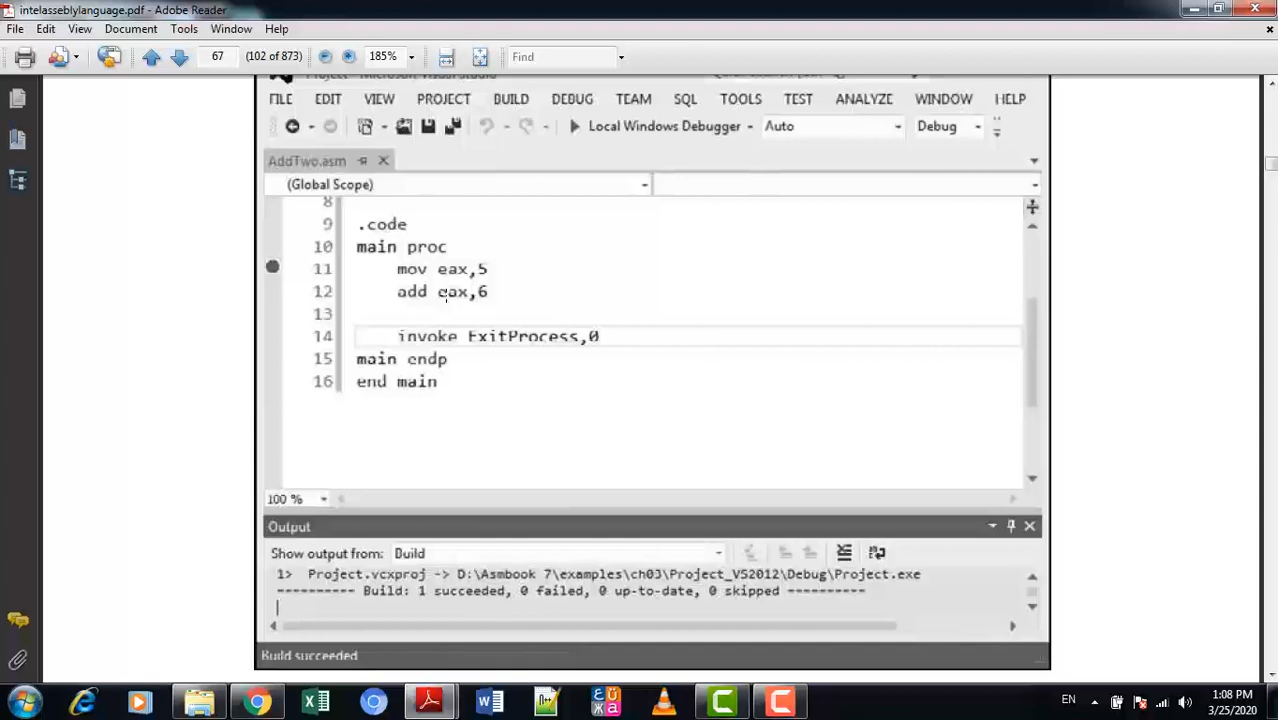 intelasseblylanguage.pdf - Adobe Reader
File Edit View Document Tools Window Help
67 (102 of 873) 185% Find
FILE EDIT VIEW PROJECT BUILD DEBUG TEAM SQL TOOLS TEST ANALYZE WINDOW HELP
Local Windows Debugger Auto Debug
AddTwo.asm
(Global Scope)
8
9 .code
10 main proc
11 mov eax,5
12 add eax,6
13
14 invoke ExitProcess,0
15 main endp
16 end main
100 %
Output
Show output from: Build
1> Project.vcxproj -> D:\Asmbook 7\examples\ch03\Project_VS2012\Debug\Project.exe
---------- Build: 1 succeeded, 0 failed, 0 up-to-date, 0 skipped ----------
Build succeeded
EN 1:08 PM
3/25/2020